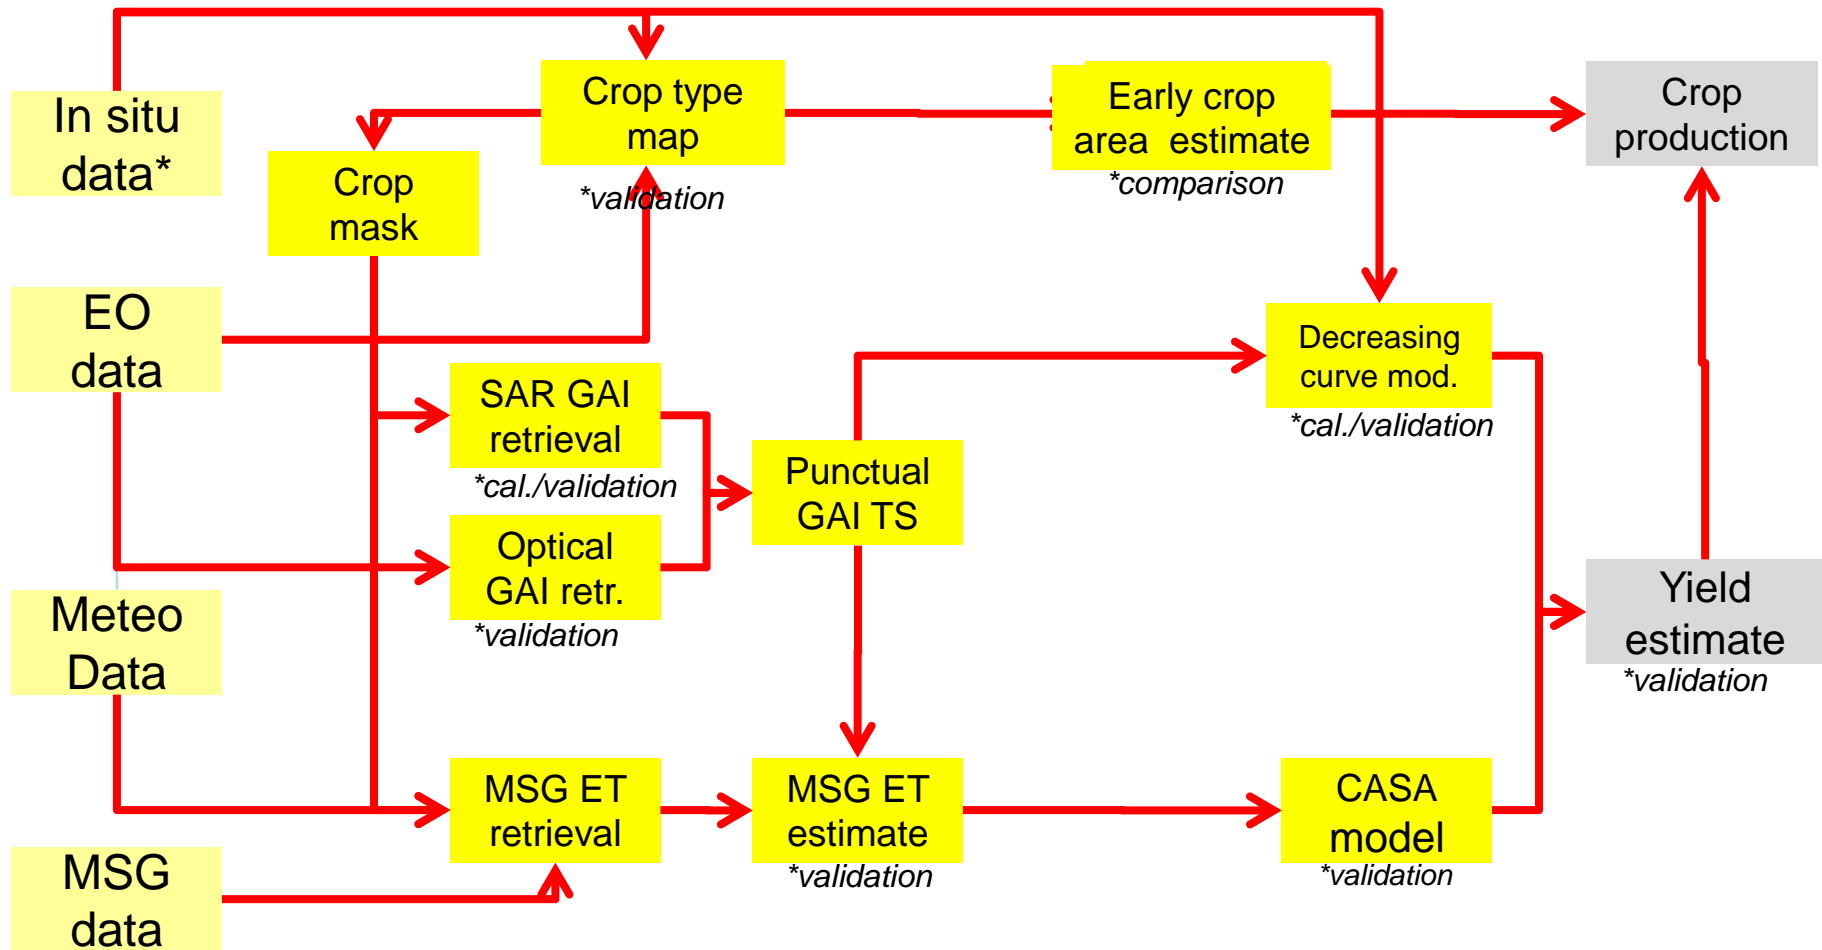 In situ
data*
Crop type
map
*validation
Early crop
area estimate
*comparison
Crop
production
Crop
mask
EO
data
Decreasing
curve mod.
*cal./validation
SAR GAI
retrieval
*cal./validation
Punctual
GAI TS
Optical
GAI retr.
*validation
Meteo
Data
Yield
estimate
*validation
MSG ET
retrieval
MSG ET
estimate
*validation
CASA
model
*validation
MSG
data